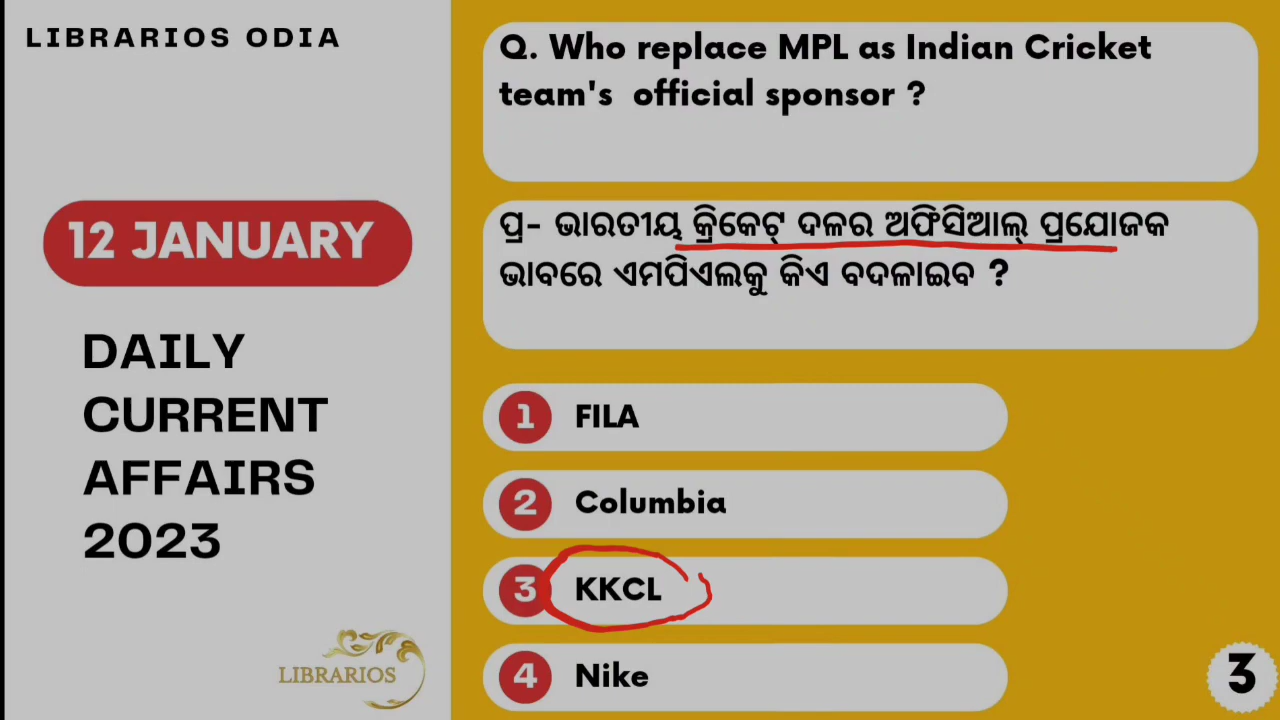 LIBRARIOS ODIA
12 JANUARY
DAILY
CURRENT
AFFAIRS
2023
LIBRARIOS
Q. Who replace MPL as Indian Cricket
team's official sponsor ?
ପ୍ର- ଭାରତୀୟ କ୍ରିକେଟ୍ ଦଳର ଅଫିସିଆଲ୍ ପ୍ରଯୋଜକ
ଭାବରେ ଏମପିଏଲକୁ କିଏ ବଦଳାଇବ ?
1 FILA
2 Columbia
3 KKCL
4 Nike
3